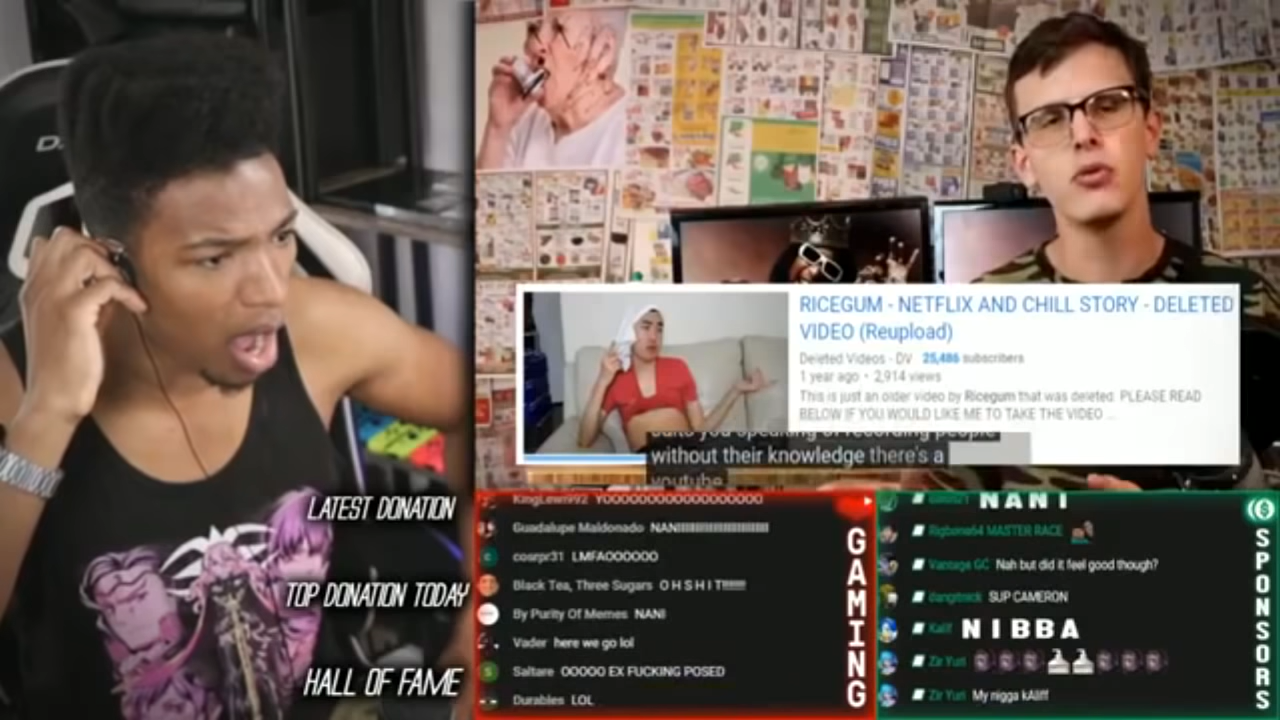 RICEGUM - NETFLIX AND CHILL STORY - DELETED
VIDEO (Reupload)
Deleted Videos - DV 25,486 subscribers
1 year ago • 2,914 views
This is just an older video by Ricegum that was deleted. PLEASE READ
BELOW IF YOU WOULD LIKE ME TO TAKE THE VIDEO ...
without their knowledge there's a
youtube
LATEST DONATION
TOP DONATION TODAY
HALL OF FAME
Guadalupe Maldonado
cosrpr31 LMFAOOOOOO
Black Tea, Three Sugars O H S H I T!!!!!!!
By Purity Of Memes NANI
Vader here we go lol
Saltare OOOOO EX FUCKING POSED
Durables LOL
GAMING
NANI
Rigbone64 MASTER RACE
Vantage GC Nah but did it feel good though?
SUP CAMERON
Kalif NIBBA
Zir Yuri
Zir Yuri My nigga kAliff
SPONSORS